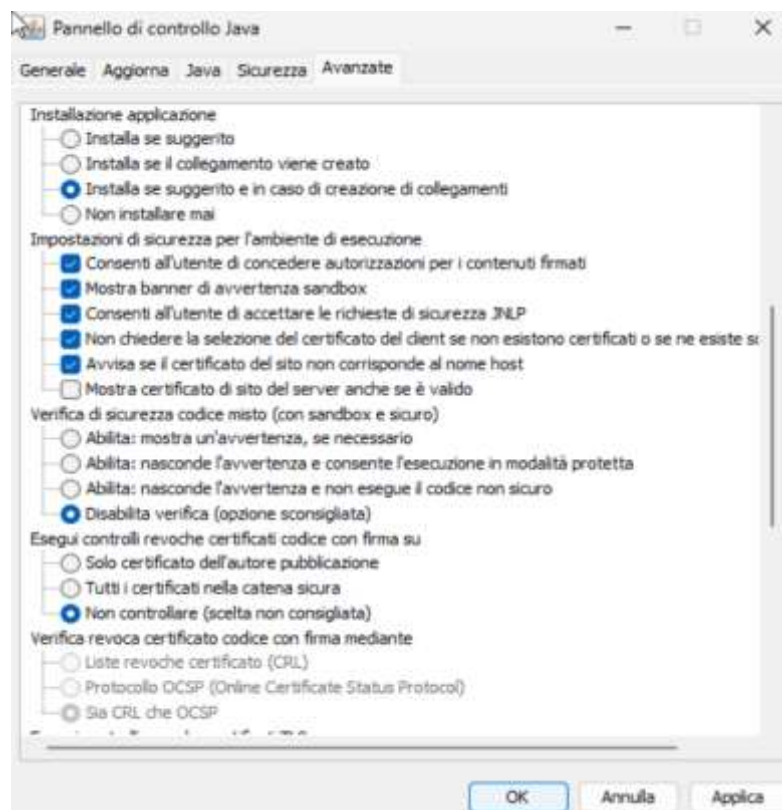 Pannello di controllo Java
Generale Aggiorna Java Sicurezza Avanzate
Installazione applicazione
Installa se suggerito
Installa se il collegamento viene creato
Installa se suggerito e in caso di creazione di collegamenti
Non installare mai
Impostazioni di sicurezza per l'ambiente di esecuzione
Consenti all'utente di concedere autorizzazioni per i contenuti firmati
Mostra banner di avvertenza sandbox
Consenti all'utente di accettare le richieste di sicurezza JNLP
Non chiedere la selezione del certificato del client se non esistono certificati o se ne esiste
Avvisa se il certificato del sito non corrisponde al nome host
Mostra certificato di sito del server anche se è valido
Verifica di sicurezza codice misto (con sandbox e sicuro)
Abilita: mostra un'avvertenza, se necessario
Abilita: nasconde l'avvertenza e consente l'esecuzione in modalità protetta
Abilita: nasconde l'avvertenza e non esegue il codice non sicuro
Disabilita verifica (opzione sconsigliata)
Esegui controlli revoche certificati codice con firma su
Solo certificato dell'autore pubblicazione
Tutti i certificati nella catena sicura
Non controllare (scelta non consigliata)
Verifica revoca certificato codice con firma mediante
Liste revoche certificato (CRL)
Protocollo OCSP (Online Certificate Status Protocol)
Sia CRL che OCSP
OK Annulla Applica